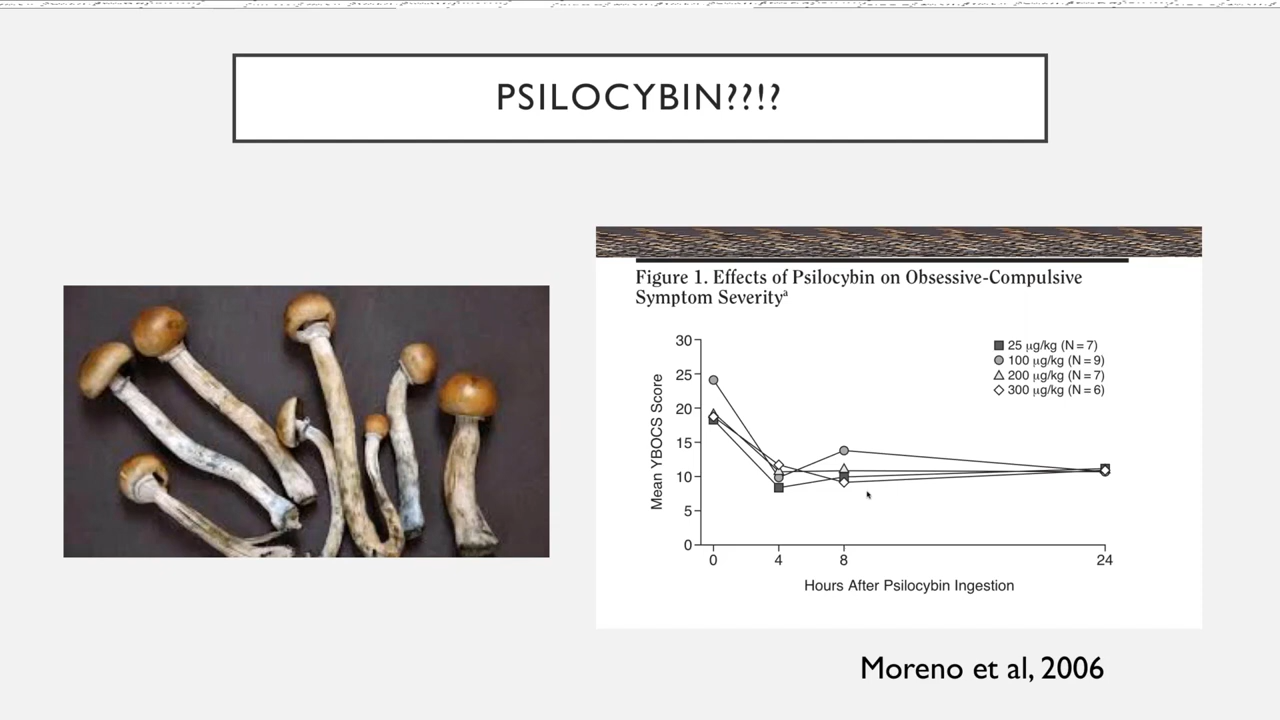 PSILOCYBIN??!?
Figure 1. Effects of Psilocybin on Obsessive-Compulsive
Symptom Severityª
30
25
20
15
10
5
0
Mean YBOCS Score
25 µg/kg (N = 7)
100 µg/kg (N = 9)
200 µg/kg (N = 7)
300 µg/kg (N = 6)
0 4 8 24
Hours After Psilocybin Ingestion
Moreno et al, 2006